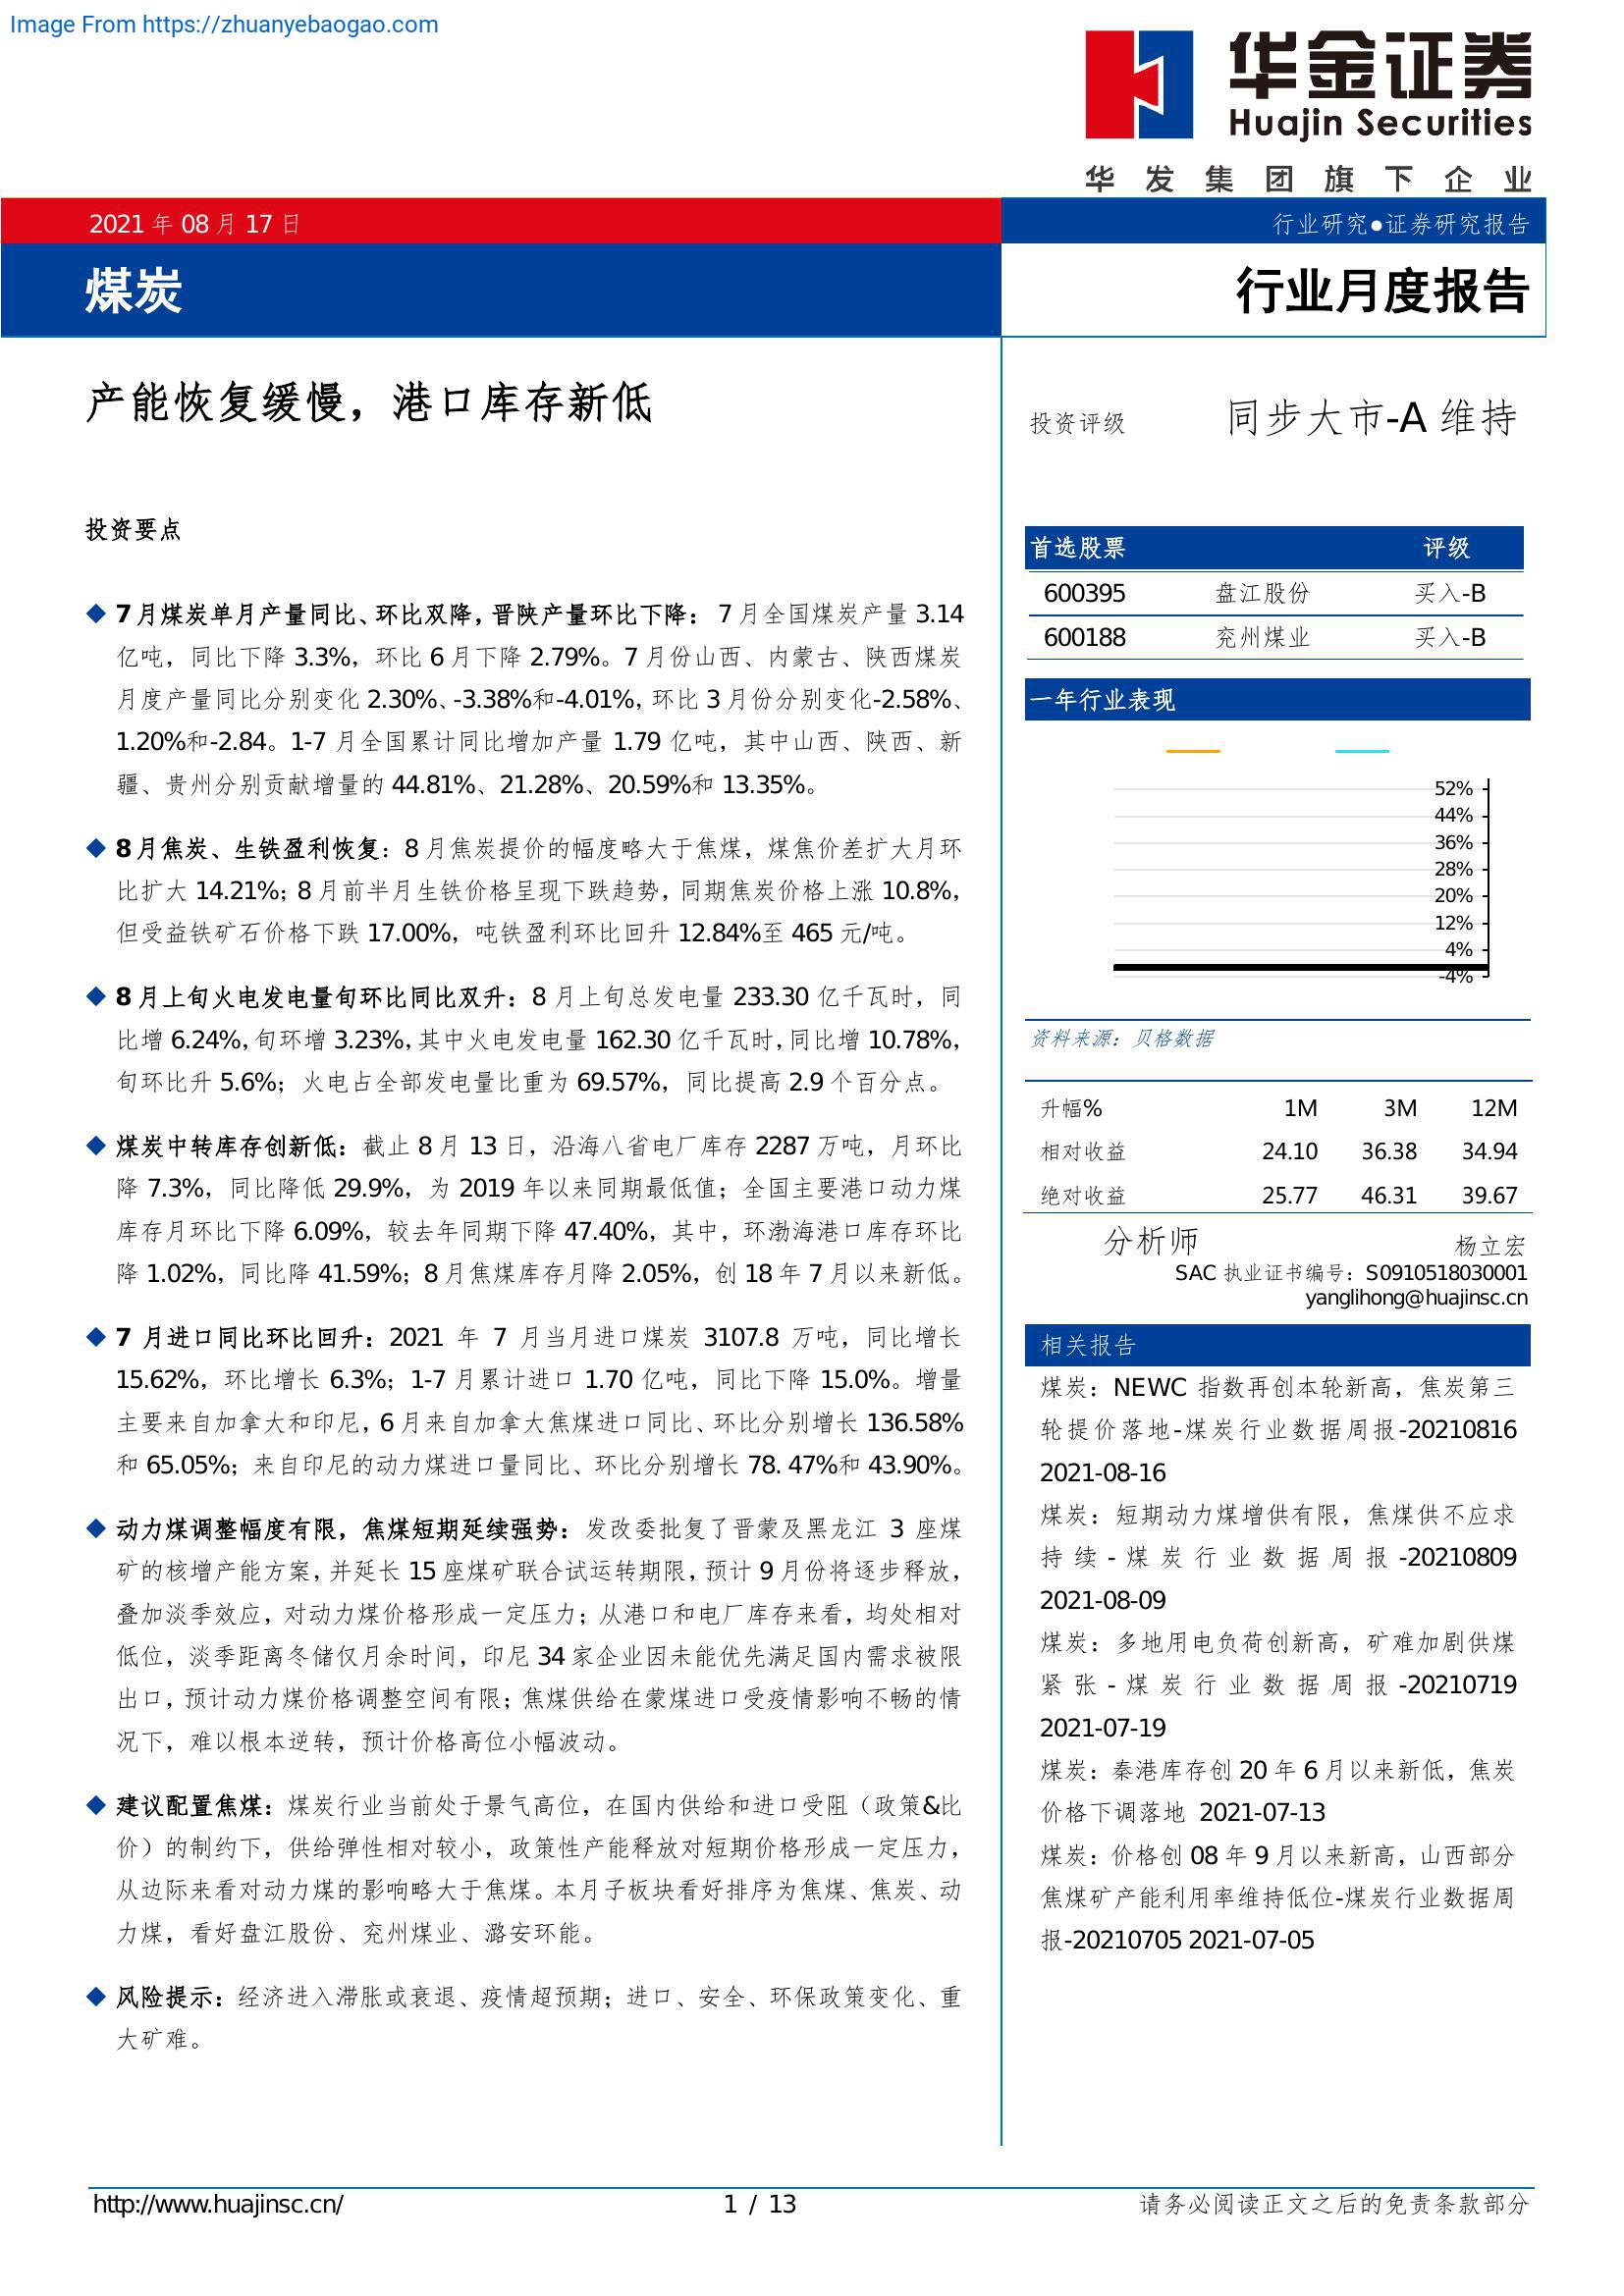 Image From https://zhuanyebaogao.com
华金证券
Huajin Securities
华发集团旗下企业
2021 年 08 月 17 日
行业研究●证券研究报告
煤炭
行业月度报告
产能恢复缓慢，港口库存新低
投资要点
◆ 7 月煤炭单月产量同比、环比双降，晋陕产量环比下降： 7 月全国煤炭产量 3.14
亿吨，同比下降 3.3%，环比 6 月下降 2.79%。7 月份山西、内蒙古、陕西煤炭
月度产量同比分别变化 2.30%、-3.38%和-4.01%，环比 3 月份分别变化-2.58%、
1.20%和-2.84。1-7 月全国累计同比增加产量 1.79 亿吨，其中山西、陕西、新
疆、贵州分别贡献增量的 44.81%、21.28%、20.59%和 13.35%。
◆ 8 月焦炭、生铁盈利恢复：8 月焦炭提价的幅度略大于焦煤，煤焦价差扩大月环
比扩大 14.21%；8 月前半月生铁价格呈现下跌趋势，同期焦炭价格上涨 10.8%，
但受益铁矿石价格下跌 17.00%，吨铁盈利环比回升 12.84%至 465 元/吨。
◆ 8 月上旬火电发电量旬环比同比双升：8 月上旬总发电量 233.30 亿千瓦时，同
比增 6.24%，旬环增 3.23%，其中火电发电量 162.30 亿千瓦时，同比增 10.78%，
旬环比升 5.6%；火电占全部发电量比重为 69.57%，同比提高 2.9 个百分点。
◆ 煤炭中转库存创新低：截止 8 月 13 日，沿海八省电厂库存 2287 万吨，月环比
降 7.3%，同比降低 29.9%，为 2019 年以来同期最低值；全国主要港口动力煤
库存月环比下降 6.09%，较去年同期下降 47.40%，其中，环渤海港口库存环比
降 1.02%，同比降 41.59%；8 月焦煤库存月降 2.05%，创 18 年 7 月以来新低。
◆ 7 月进口同比环比回升：2021 年 7 月当月进口煤炭 3107.8 万吨，同比增长
15.62%，环比增长 6.3%；1-7 月累计进口 1.70 亿吨，同比下降 15.0%。增量
主要来自加拿大和印尼，6 月来自加拿大焦煤进口同比、环比分别增长 136.58%
和 65.05%；来自印尼的动力煤进口量同比、环比分别增长 78. 47%和 43.90%。
◆ 动力煤调整幅度有限，焦煤短期延续强势：发改委批复了晋蒙及黑龙江 3 座煤
矿的核增产能方案，并延长 15 座煤矿联合试运转期限，预计 9 月份将逐步释放，
叠加淡季效应，对动力煤价格形成一定压力；从港口和电厂库存来看，均处相对
低位，淡季距离冬储仅月余时间，印尼 34 家企业因未能优先满足国内需求被限
出口，预计动力煤价格调整空间有限；焦煤供给在蒙煤进口受疫情影响不畅的情
况下，难以根本逆转，预计价格高位小幅波动。
◆ 建议配置焦煤：煤炭行业当前处于景气高位，在国内供给和进口受阻（政策&比
价）的制约下，供给弹性相对较小，政策性产能释放对短期价格形成一定压力，
从边际来看对动力煤的影响略大于焦煤。本月子板块看好排序为焦煤、焦炭、动
力煤，看好盘江股份、兖州煤业、潞安环能。
◆ 风险提示：经济进入滞胀或衰退、疫情超预期；进口、安全、环保政策变化、重
大矿难。
投资评级 同步大市-A 维持
首选股票 评级
600395 盘江股份 买入-B
600188 兖州煤业 买入-B
一年行业表现
52%
44%
36%
28%
20%
12%
4%
-4%
资料来源：贝格数据
升幅% 1M 3M 12M
相对收益 24.10 36.38 34.94
绝对收益 25.77 46.31 39.67
分析师 杨立宏
SAC 执业证书编号：S0910518030001
yanglihong@huajinsc.cn
相关报告
煤炭：NEWC 指数再创本轮新高，焦炭第三
轮提价落地-煤炭行业数据周报-20210816
2021-08-16
煤炭：短期动力煤增供有限，焦煤供不应求
持续-煤炭行业数据周报-20210809
2021-08-09
煤炭：多地用电负荷创新高，矿难加剧供煤
紧张-煤炭行业数据周报-20210719
2021-07-19
煤炭：秦港库存创 20 年 6 月以来新低，焦炭
价格下调落地 2021-07-13
煤炭：价格创 08 年 9 月以来新高，山西部分
焦煤矿产能利用率维持低位-煤炭行业数据周
报-20210705 2021-07-05
http://www.huajinsc.cn/
1 / 13
请务必阅读正文之后的免责条款部分